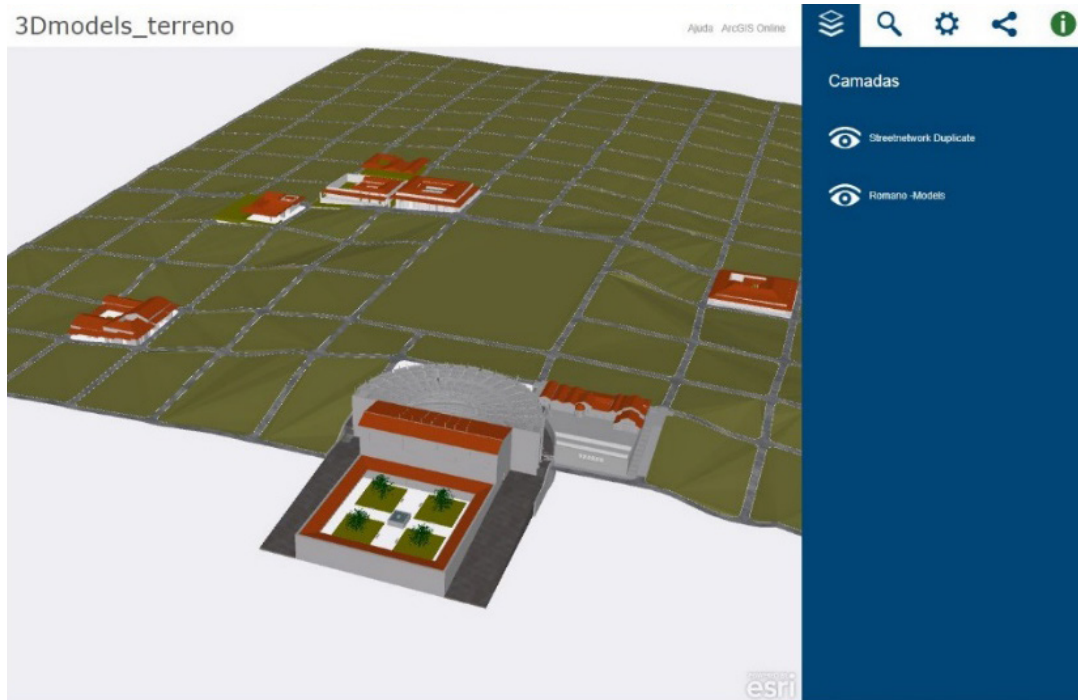 3Dmodels_terreno
Ajuda ArcGIS Online
Camadas
Streetnetwork Duplicate
Romano -Models
esri